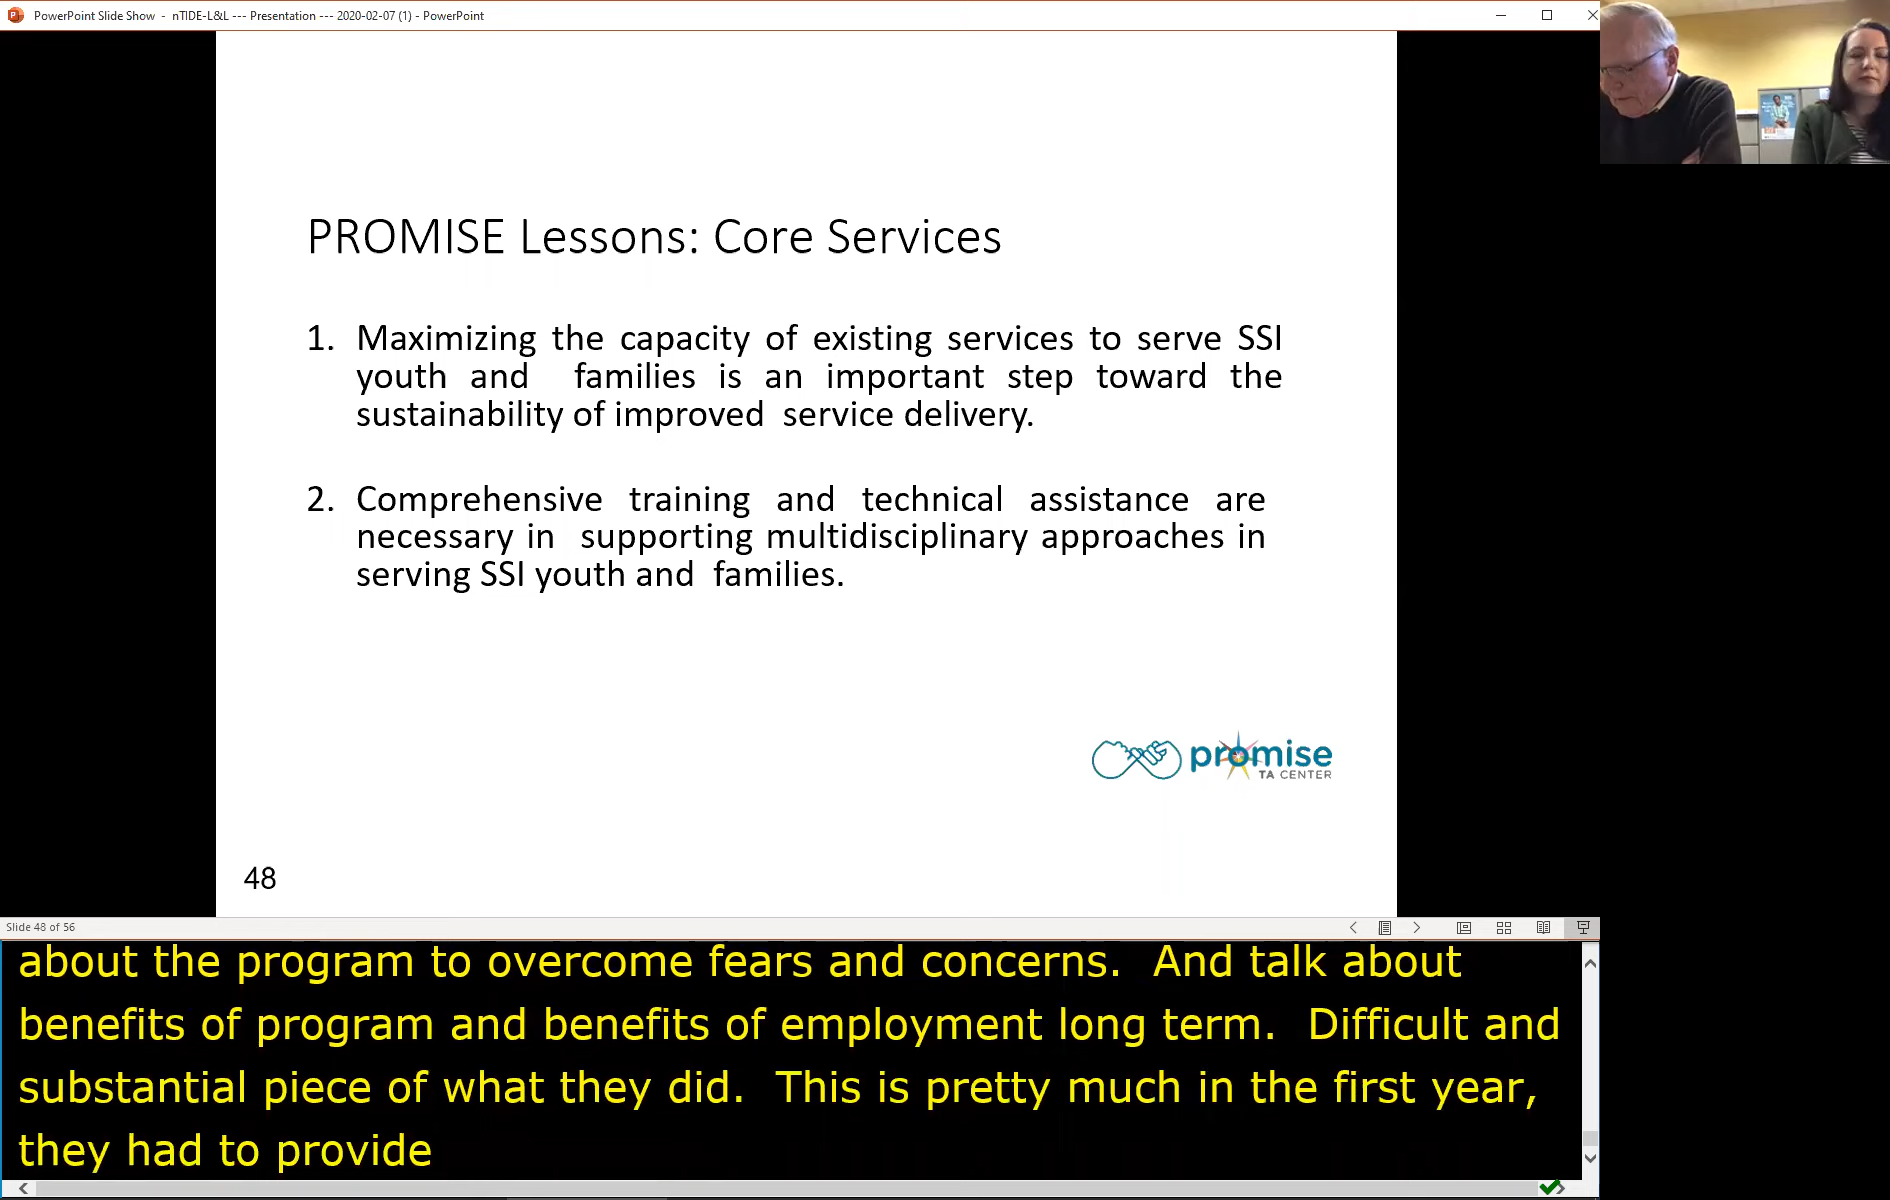 PowerPoint Slide Show - nTIDE-L&L --- Presentation --- 2020-02-07 (1) - PowerPoint
PROMISE Lessons: Core Services
1. Maximizing the capacity of existing services to serve SSI
youth and families is an important step toward the
sustainability of improved service delivery.
2. Comprehensive training and technical assistance are
necessary in supporting multidisciplinary approaches in
serving SSI youth and families.
promise
TA CENTER
48
Slide 48 of 56
about the program to overcome fears and concerns. And talk about
benefits of program and benefits of employment long term. Difficult and
substantial piece of what they did. This is pretty much in the first year,
they had to provide